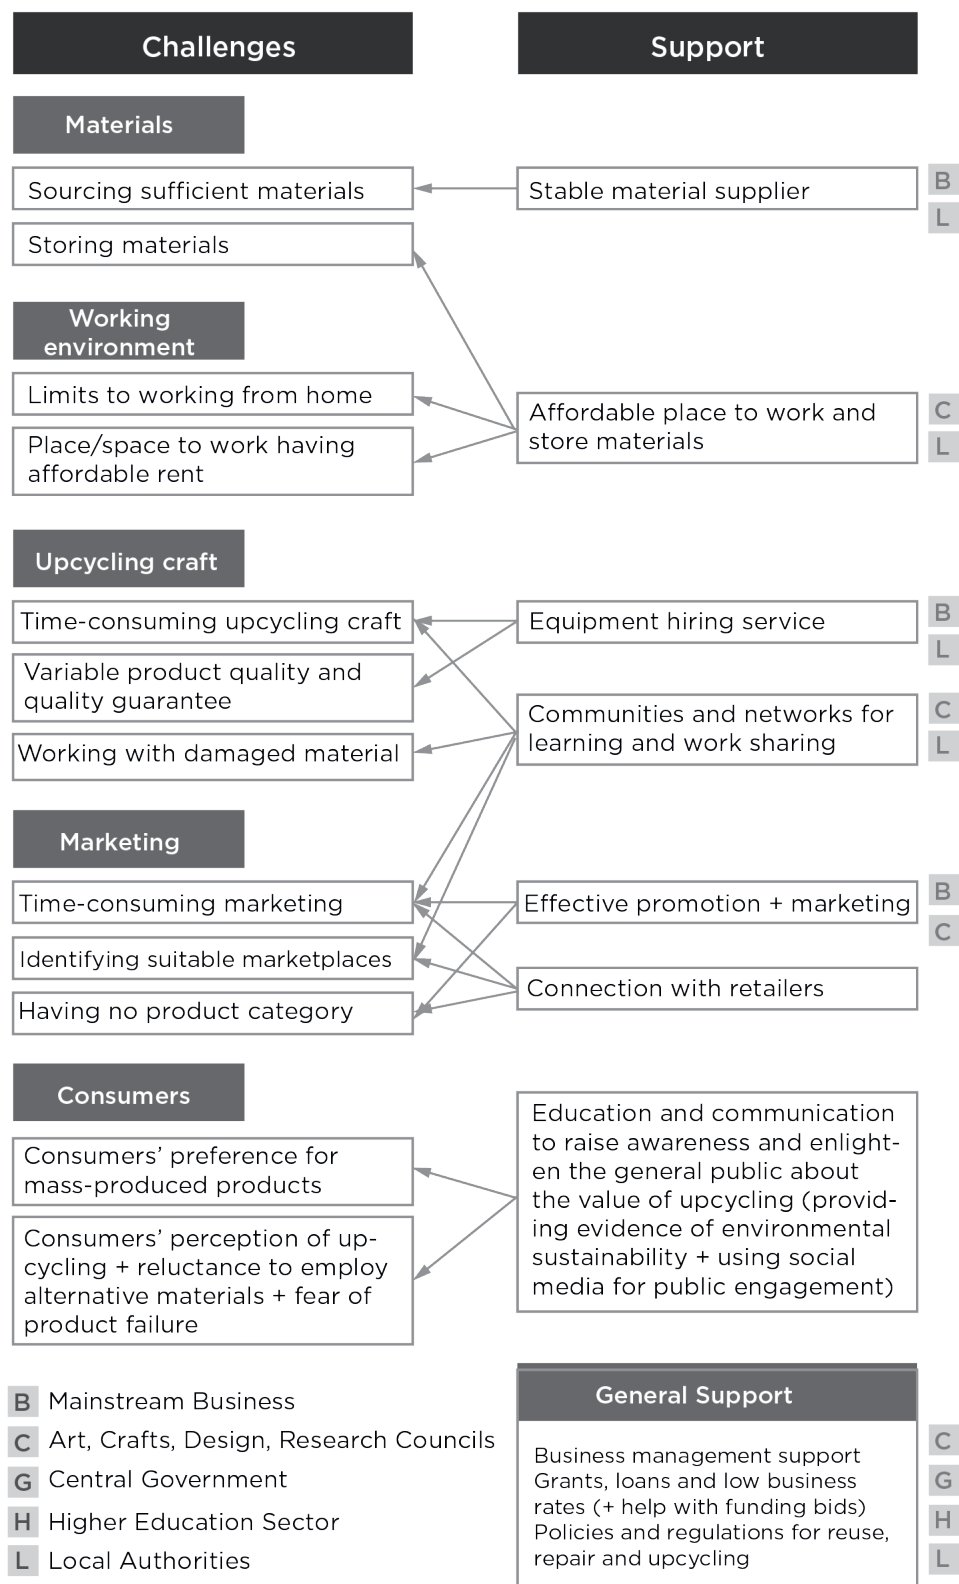 Challenges
Support
Materials
Sourcing sufficient materials
Stable material supplier
B
L
Storing materials
Working
environment
Limits to working from home
Place/space to work having
affordable rent
Affordable place to work and
store materials
C
L
Upcycling craft
Time-consuming upcycling craft
Equipment hiring service
B
L
Variable product quality and
quality guarantee
Working with damaged material
Communities and networks for
learning and work sharing
C
L
Marketing
Time-consuming marketing
Effective promotion + marketing
B
C
Identifying suitable marketplaces
Having no product category
Connection with retailers
Consumers
Consumers’ preference for
mass-produced products
Consumers’ perception of up-
cycling + reluctance to employ
alternative materials + fear of
product failure
Education and communication
to raise awareness and enlight-
en the general public about
the value of upcycling (provid-
ing evidence of environmental
sustainability + using social
media for public engagement)
B Mainstream Business
C Art, Crafts, Design, Research Councils
G Central Government
H Higher Education Sector
L Local Authorities
General Support
Business management support
Grants, loans and low business
rates (+ help with funding bids)
Policies and regulations for reuse,
repair and upcycling
C
G
H
L